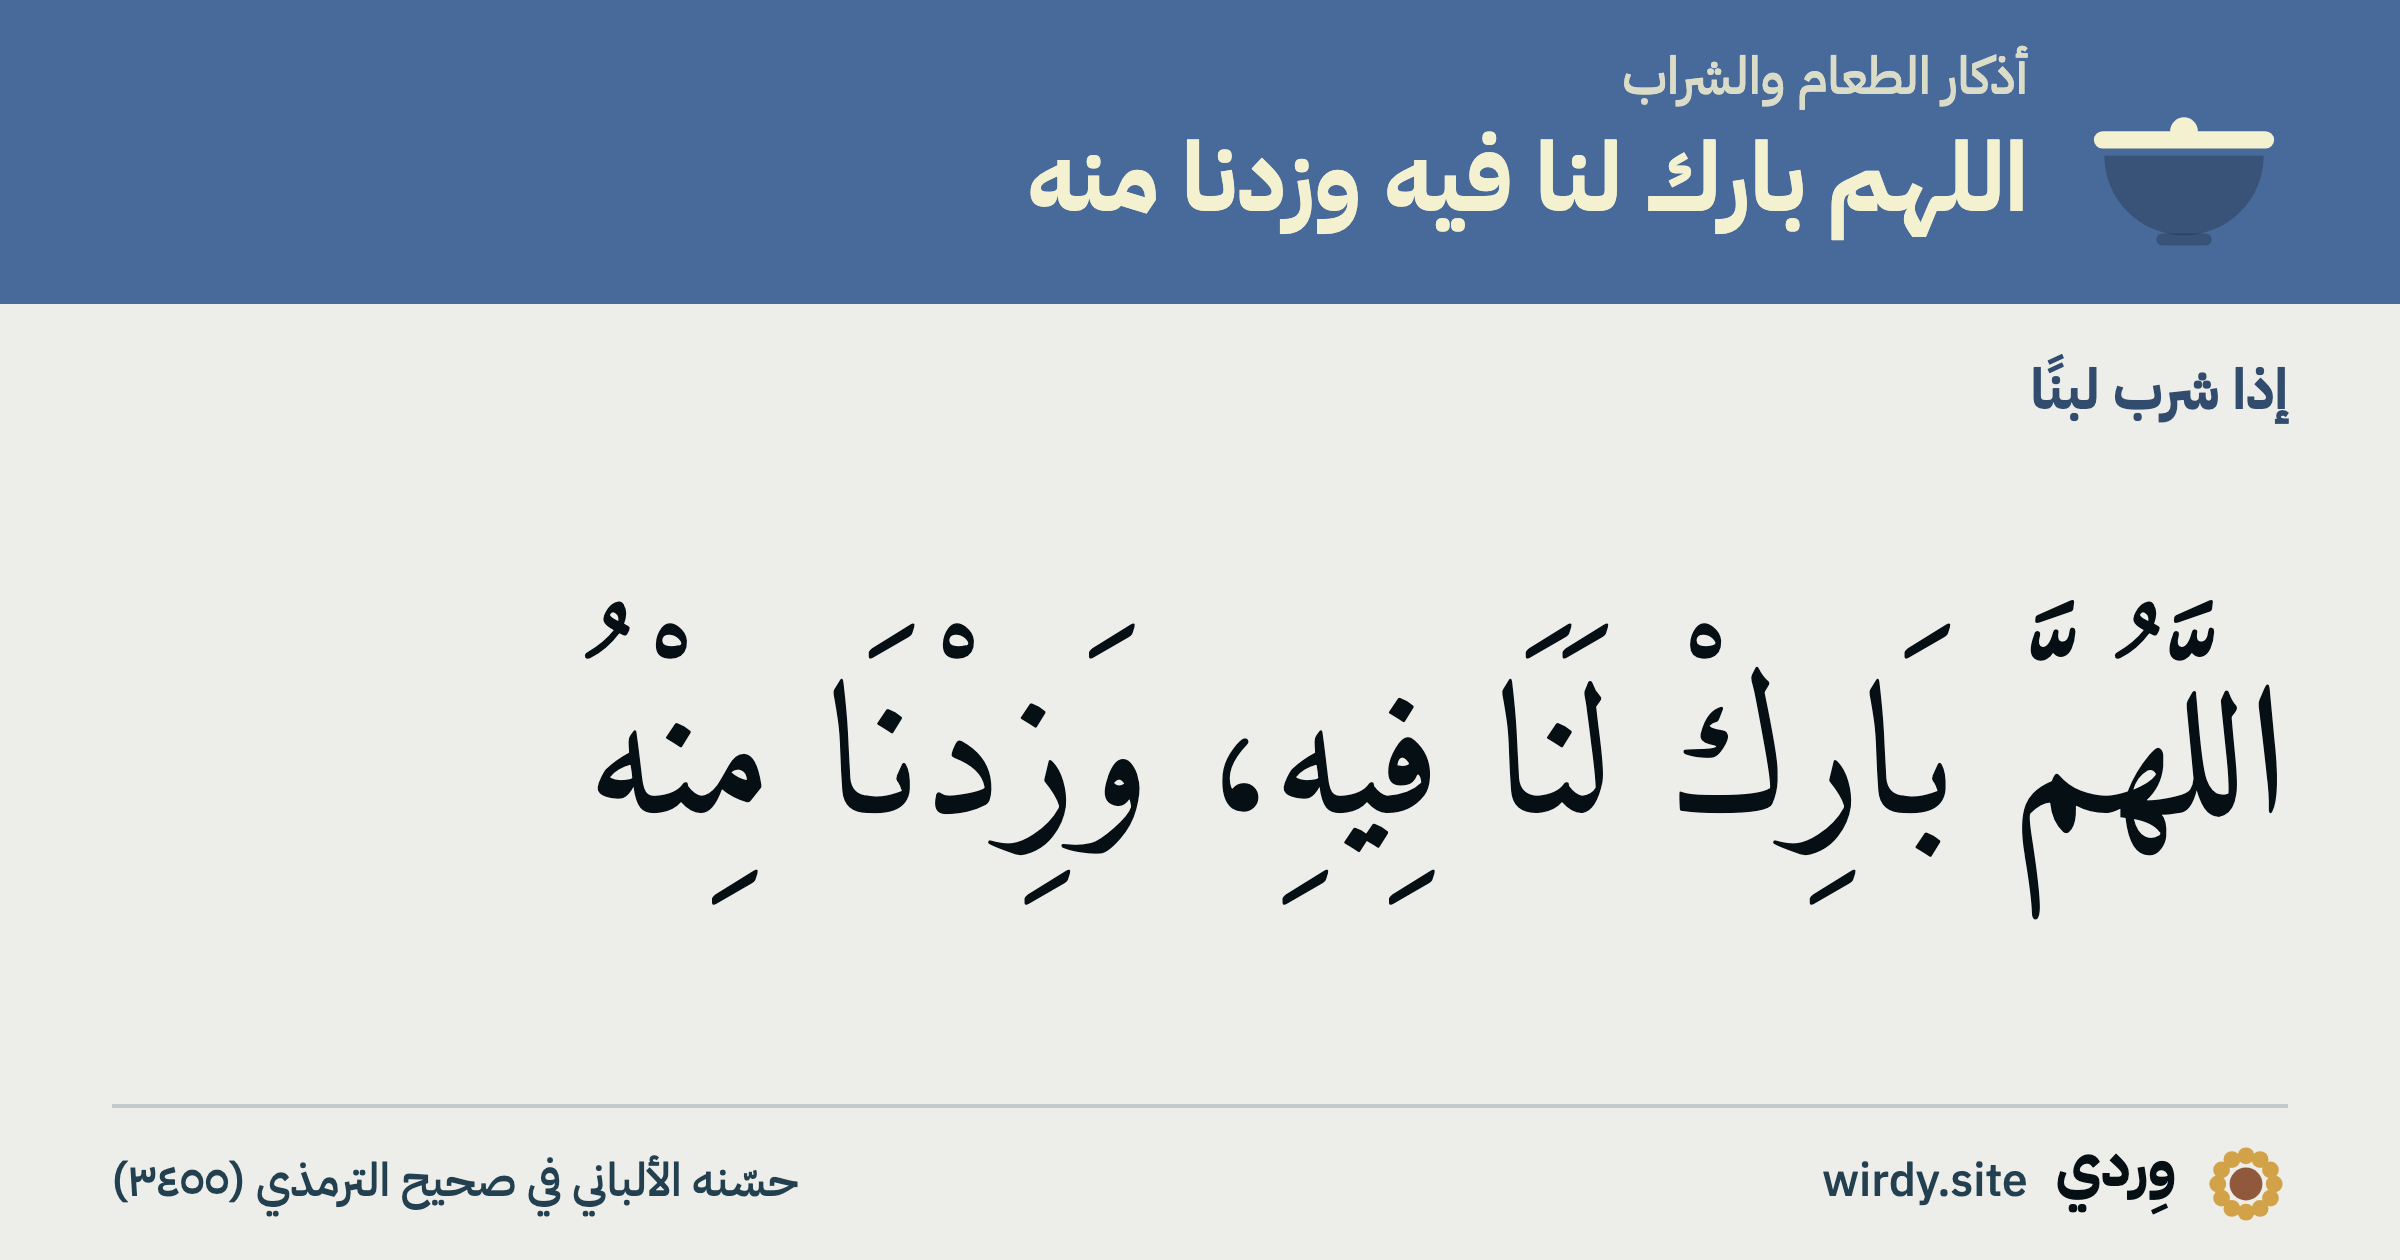 أذكار الطعام والشراب
اللهم بارك لنا فيه وزدنا منه
إذا شرب لبنًا
اللَّهُمَّ بَارِكْ لَنَا فِيهِ، وَزِدْنَا مِنْهُ
وِردي wirdy.site
حسّنه الألباني في صحيح الترمذي (٣٤٥٥)